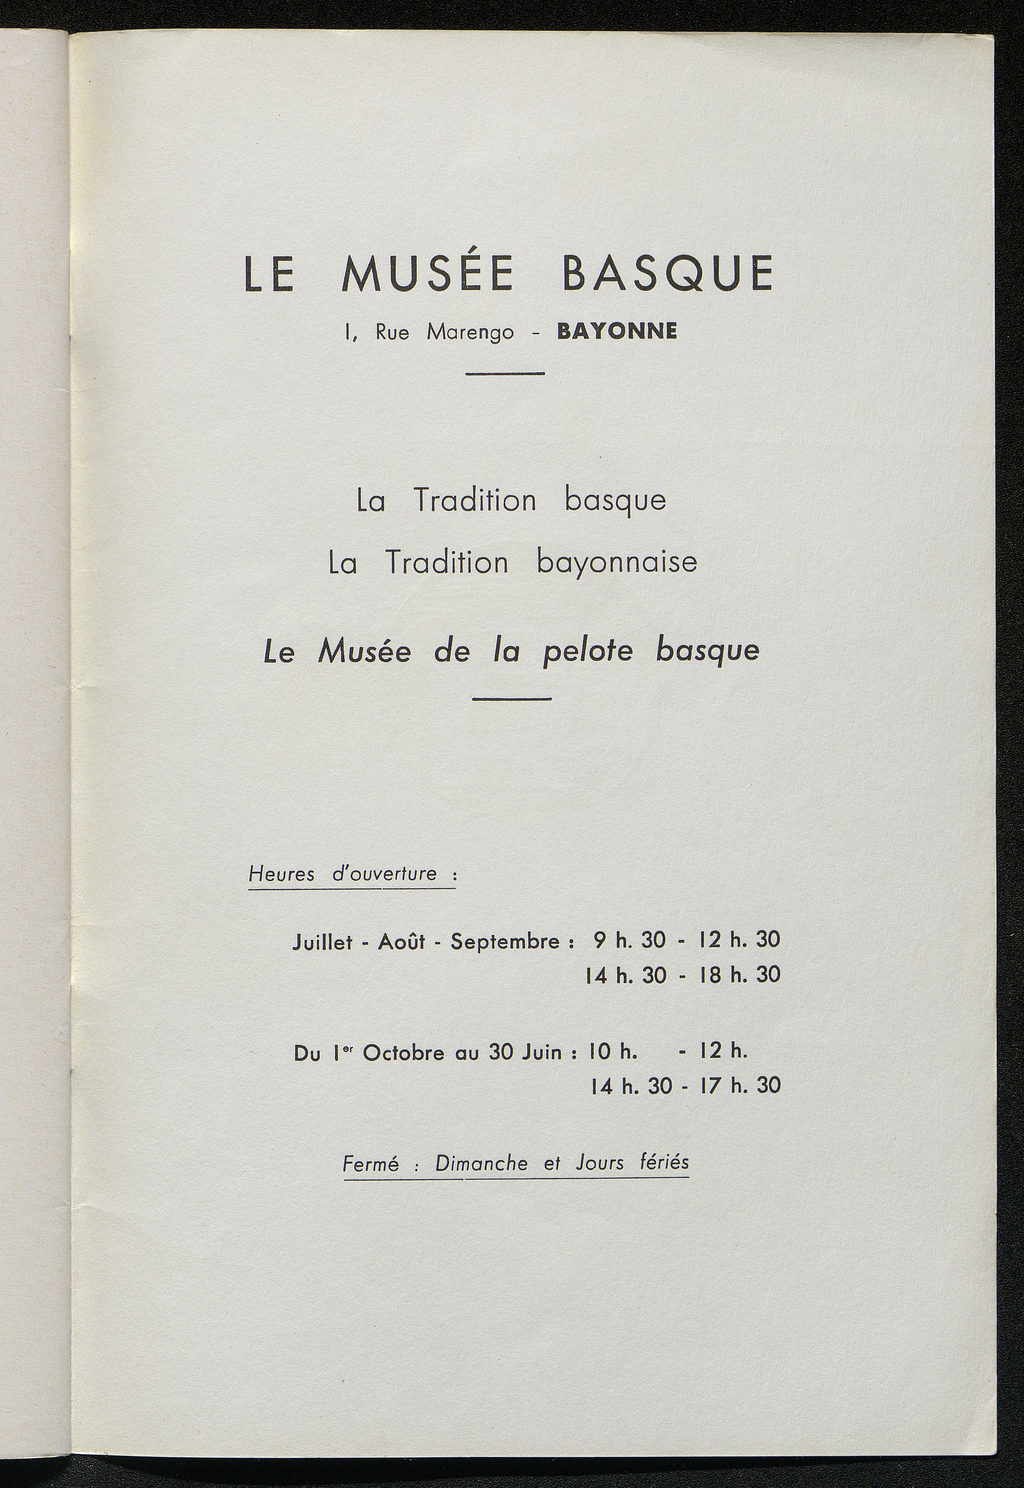 LE MUSÉE BASQUE
1, Rue Marengo - BAYONNE
La Tradition basque
La Tradition bayonnaise
Le Musée de la pelote basque
Heures d'ouverture :
Juillet - Août - Septembre : 9 h. 30 - 12 h. 30
14 h. 30 - 18 h. 30
Du 1er Octobre au 30 Juin : 10 h. - 12 h.
14 h. 30 - 17 h. 30
Fermé : Dimanche et Jours fériés